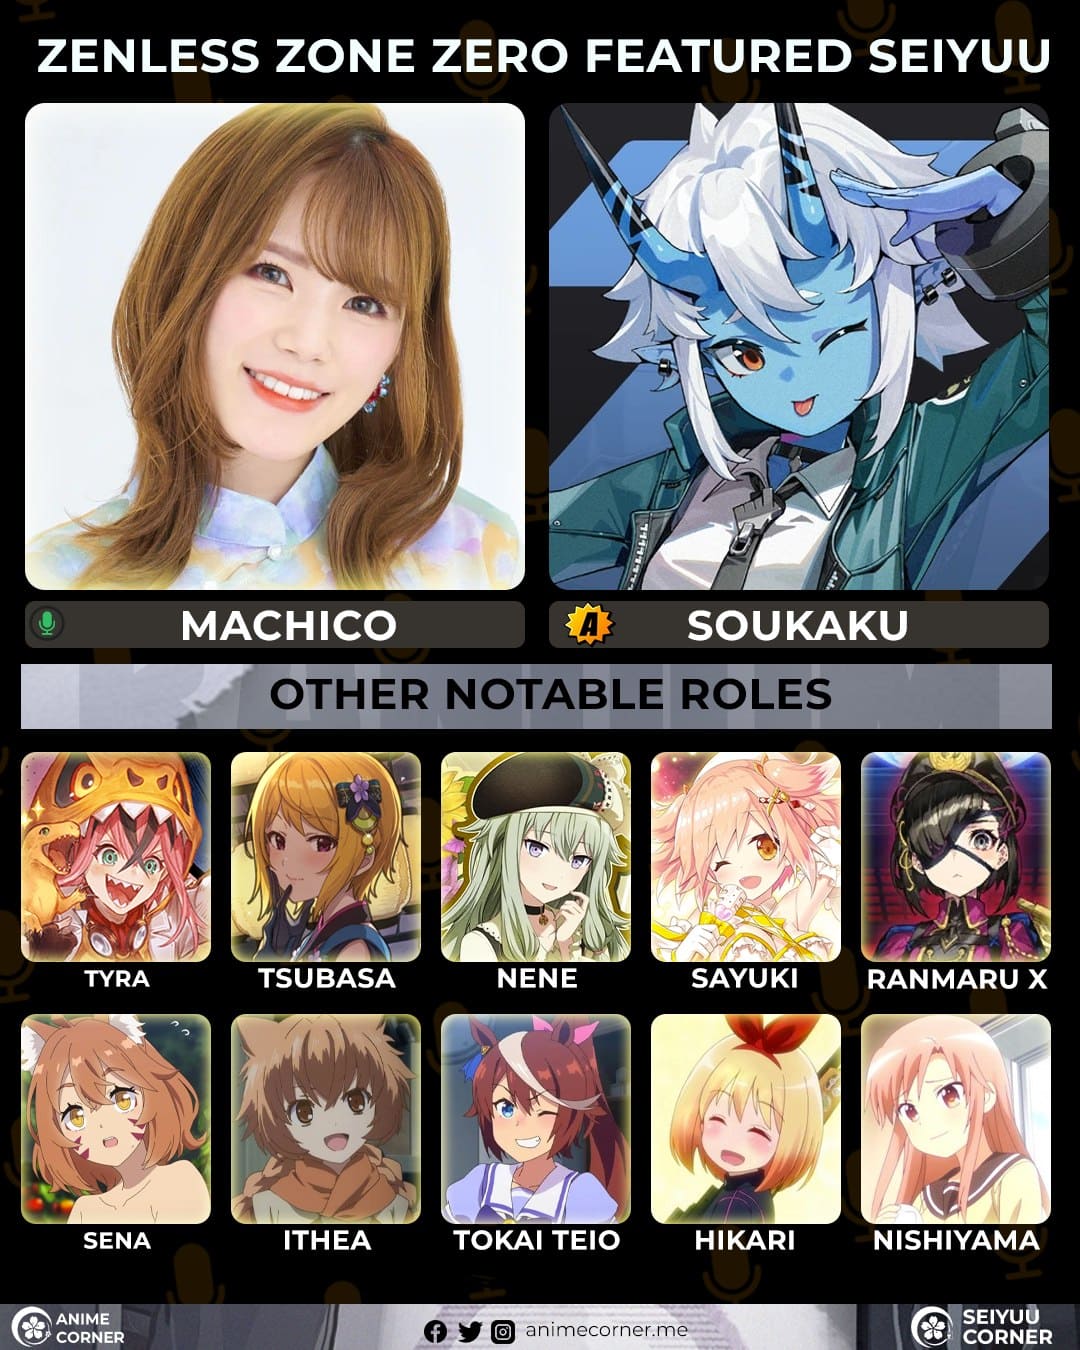 ZENLESS ZONE ZERO FEATURED SEIYUU
MACHICO
A
SOUKAKU
OTHER NOTABLE ROLES
TYRA
TSUBASA
NENE
SAYUKI
RANMARU X
SENA
ITHEA
TOKAI TEIO
HIKARI
NISHIYAMA
ANIME
CORNER
animecorner.me
SEIYUU
CORNER